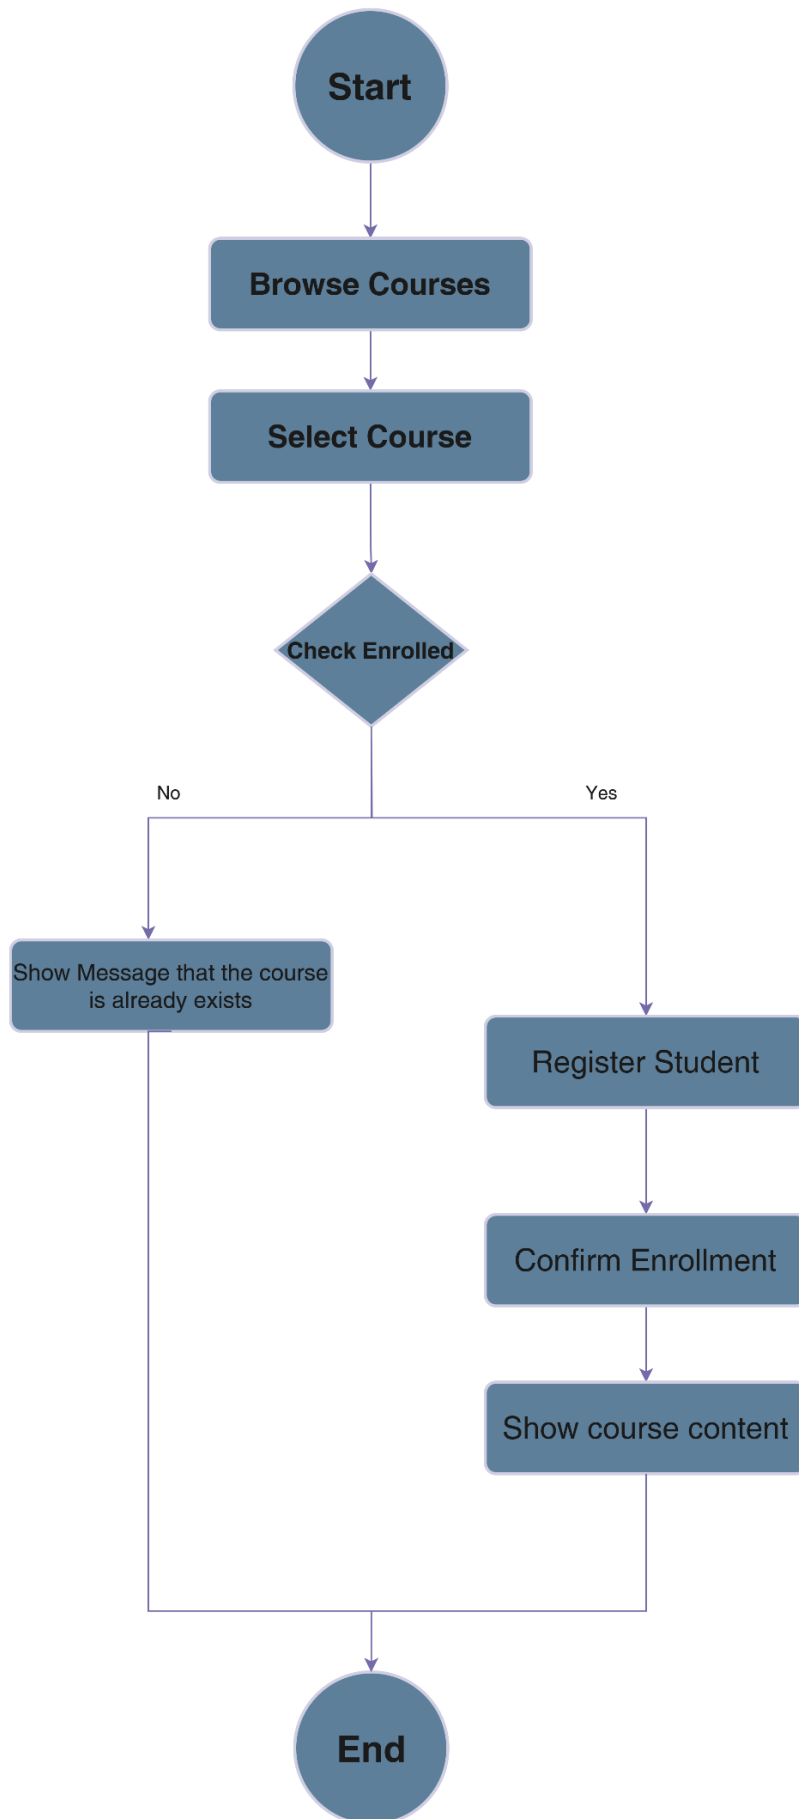 Start
Browse Courses
Select Course
Check Enrolled
No
Yes
Show Message that the course
is already exists
Register Student
Confirm Enrollment
Show course content
End